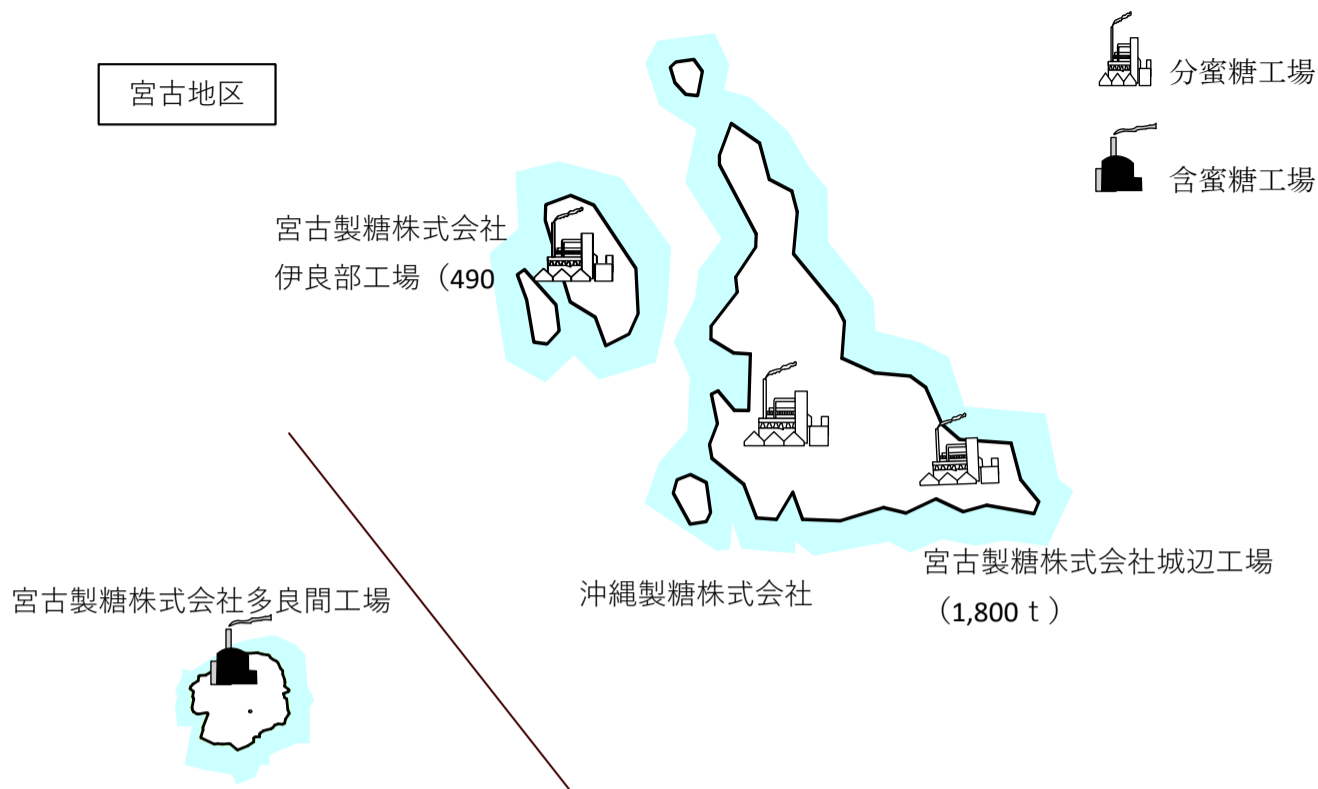 宮古地区
分蜜糖工場
含蜜糖工場
宮古製糖株式会社
伊良部工場（490
宮古製糖株式会社城辺工場
（1,800ｔ）
沖縄製糖株式会社
宮古製糖株式会社多良間工場